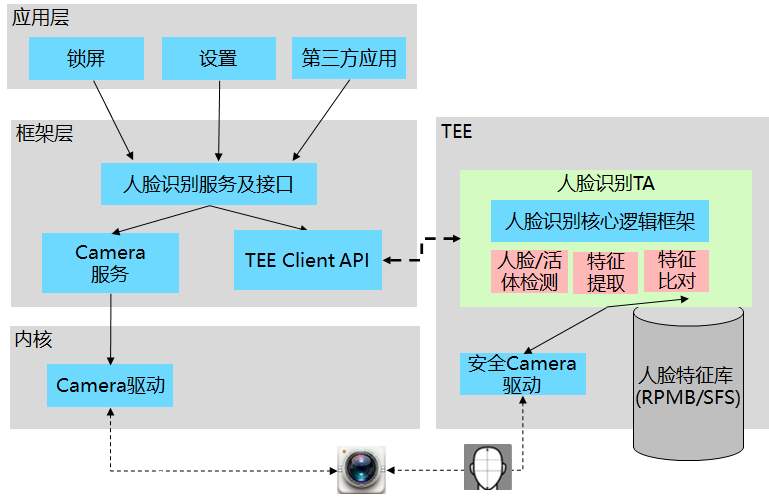 应用层
锁屏
设置
第三方应用
框架层
人脸识别服务及接口
Camera
服务
TEE Client API
内核
Camera驱动
TEE
人脸识别TA
人脸识别核心逻辑框架
人脸/活
体检测
特征
提取
特征
比对
安全Camera
驱动
人脸特征库
(RPMB/SFS)